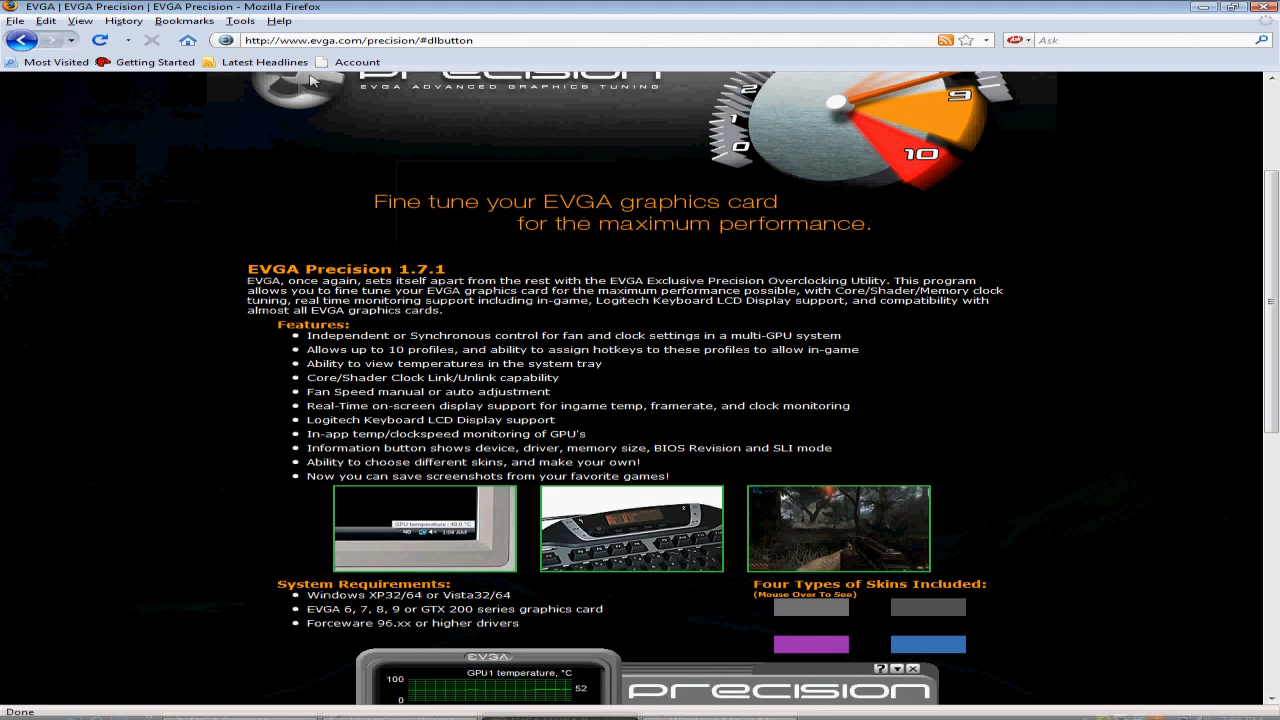 EVGA | EVGA Precision | EVGA Precision - Mozilla Firefox
File Edit View History Bookmarks Tools Help
http://www.evga.com/precision/#dlbutton
Ask
Most Visited Getting Started Latest Headlines Account
precision
EVGA ADVANCED GRAPHICS TUNING
2
1
0
9
10
Fine tune your EVGA graphics card
for the maximum performance.
EVGA Precision 1.7.1
EVGA, once again, sets itself apart from the rest with the EVGA Exclusive Precision Overclocking Utility. This program
allows you to fine tune your EVGA graphics card for the maximum performance possible, with Core/Shader/Memory clock
tuning, real time monitoring support including in-game, Logitech Keyboard LCD Display support, and compatibility with
almost all EVGA graphics cards.
Features:
Independent or Synchronous control for fan and clock settings in a multi-GPU system
Allows up to 10 profiles, and ability to assign hotkeys to these profiles to allow in-game
Ability to view temperatures in the system tray
Core/Shader Clock Link/Unlink capability
Fan Speed manual or auto adjustment
Real-Time on-screen display support for ingame temp, framerate, and clock monitoring
Logitech Keyboard LCD Display support
In-app temp/clockspeed monitoring of GPU's
Information button shows device, driver, memory size, BIOS Revision and SLI mode
Ability to choose different skins, and make your own!
Now you can save screenshots from your favorite games!
GPU temperature: 40.0 °C
1:04 AM
System Requirements:
Windows XP32/64 or Vista32/64
EVGA 6, 7, 8, 9 or GTX 200 series graphics card
Forceware 96.xx or higher drivers
Four Types of Skins Included:
(Mouse Over To See)
EVGA
GPU1 temperature, °C
100
52
0
? 
precision
Done